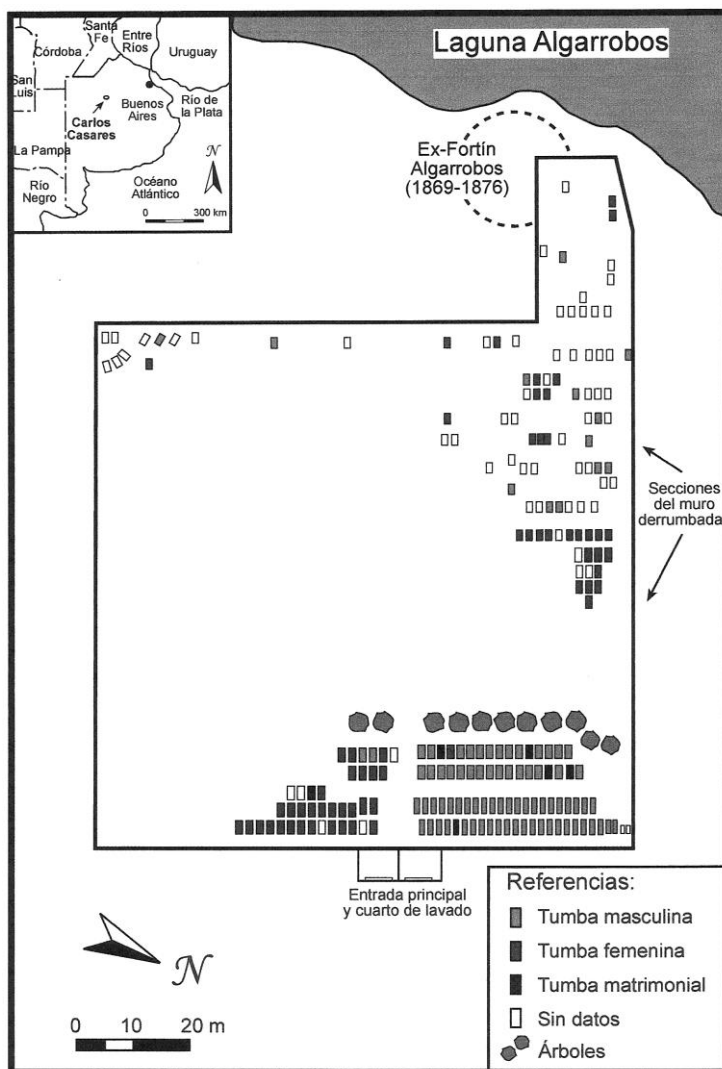 Santa
Fe
Entre
Ríos
Córdoba
Uruguay
San
Luis
Buenos
Aires
Río de
la Plata
Carlos
Casares
La Pampa
Río
Negro
Océano
Atlántico
N
0 300 km
Laguna Algarrobos
Ex-Fortín
Algarrobos
(1869-1876)
Secciones
del muro
derrumbada
Entrada principal
y cuarto de lavado
N
0 10 20 m
Referencias:
Tumba masculina
Tumba femenina
Tumba matrimonial
Sin datos
Árboles